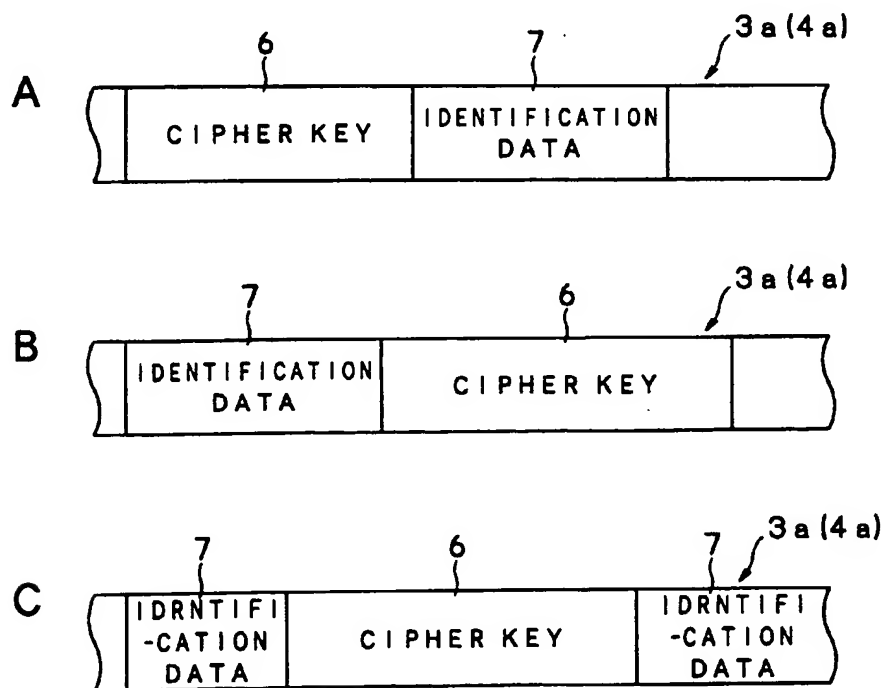 6 7 3a (4a)
A
CIPHER KEY
IDENTIFICATION
DATA
7 6 3a (4a)
B
IDENTIFICATION
DATA
CIPHER KEY
7 6 7 3a (4a)
C
IDRNTIFI
-CATION
DATA
CIPHER KEY
IDRNTIFI
-CATION
DATA